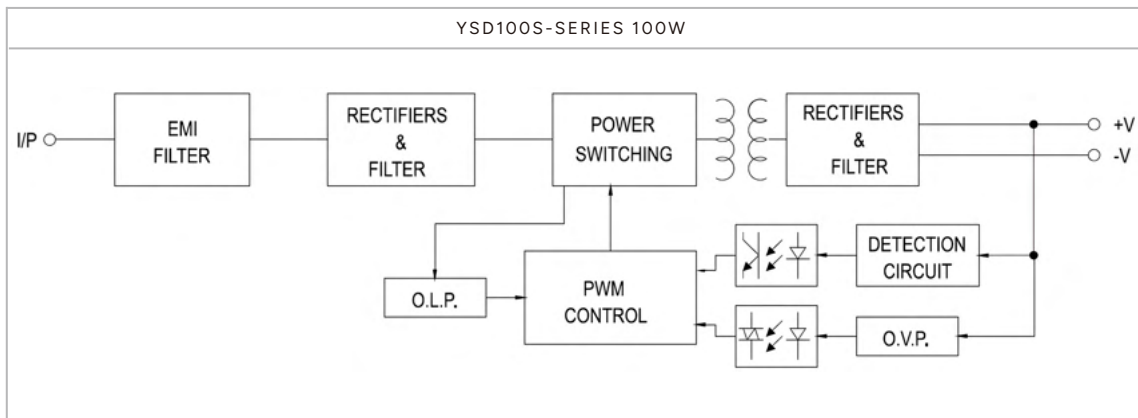 YSD100S-SERIES 100W
I/P
EMI
FILTER
RECTIFIERS
&
FILTER
POWER
SWITCHING
RECTIFIERS
&
FILTER
+V
-V
O.L.P.
PWM
CONTROL
DETECTION
CIRCUIT
O.V.P.